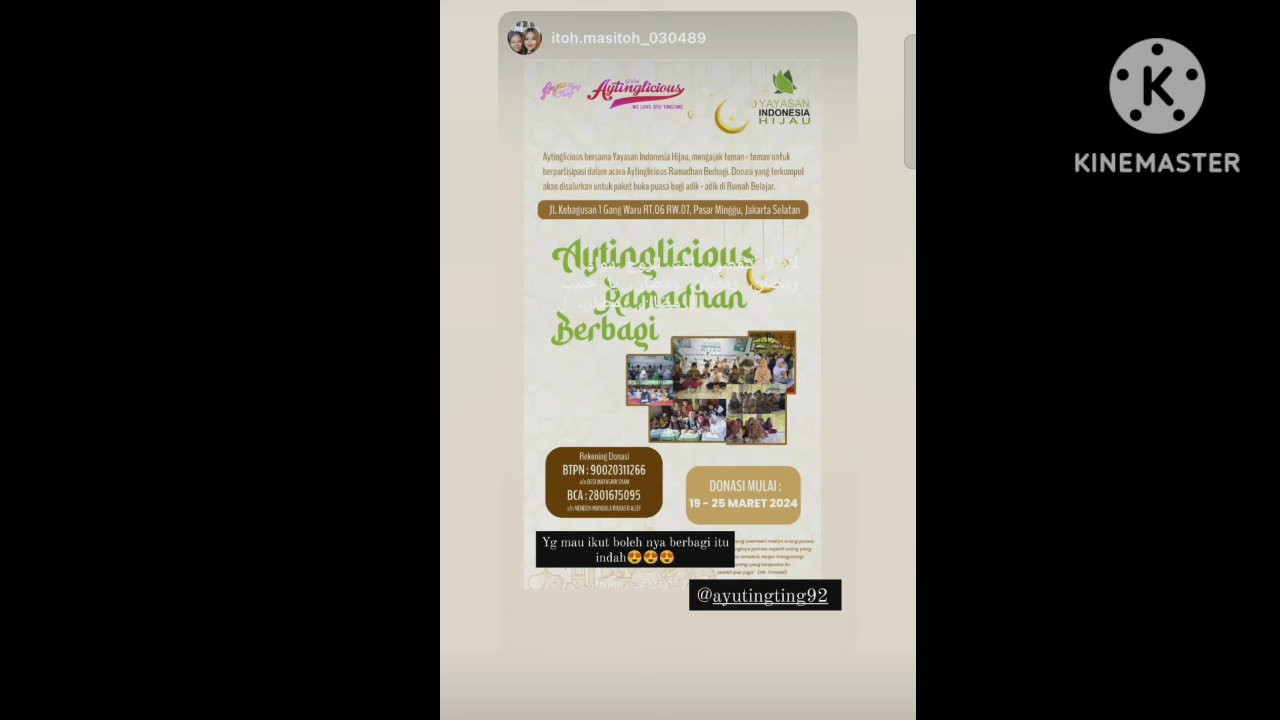 itoh.masitoh_030489
KINEMASTER
Aytinglicious
WE LOVE AYU TINGTING
YAYASAN
INDONESIA
HIJAU
Aytinglicious bersama Yayasan Indonesia Hijau, mengajak teman - teman untuk
berpartisipasi dalam acara Aytinglicious Ramadhan Berbagi. Donasi yang terkumpul
akan disalurkan untuk paket buka puasa bagi adik - adik di Rumah Belajar.
Jl. Kebagusan 1 Gang Waru RT.06 RW.07, Pasar Minggu, Jakarta Selatan
Aytinglicious
Ramadhan
Berbagi
Rekening Donasi
BTPN : 90020311266
a/n DESI MAYASARI SYAM
BCA : 2801675095
DONASI MULAI :
19 - 25 MARET 2024
Yg mau ikut boleh nya berbagi itu
indah😍😍😍
@ayutingting92